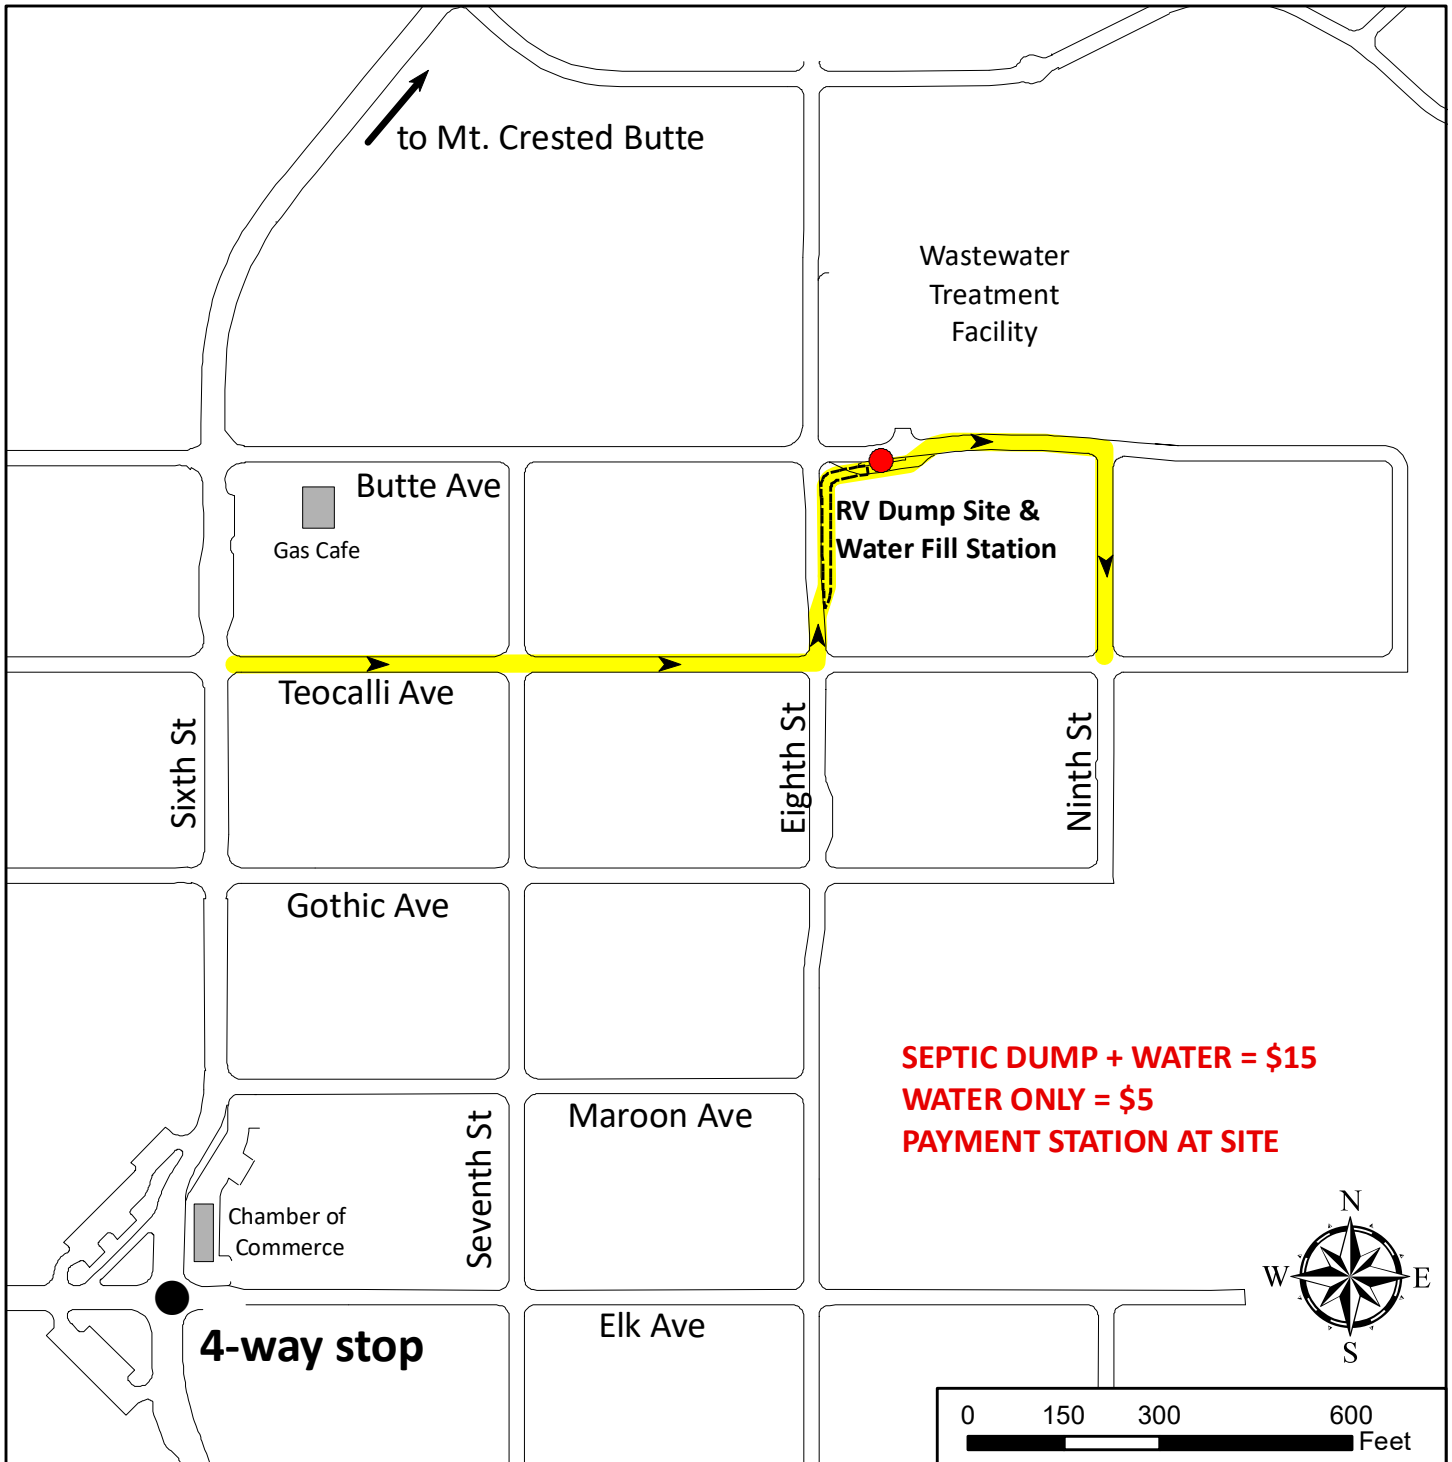 to Mt. Crested Butte
Wastewater
Treatment
Facility
Butte Ave
Gas Cafe
RV Dump Site &
Water Fill Station
Teocalli Ave
Sixth St
Eighth St
Ninth St
Gothic Ave
SEPTIC DUMP + WATER = $15
WATER ONLY = $5
PAYMENT STATION AT SITE
Maroon Ave
Seventh St
Chamber of
Commerce
N
W
E
S
Elk Ave
4-way stop
0 150 300 600
Feet